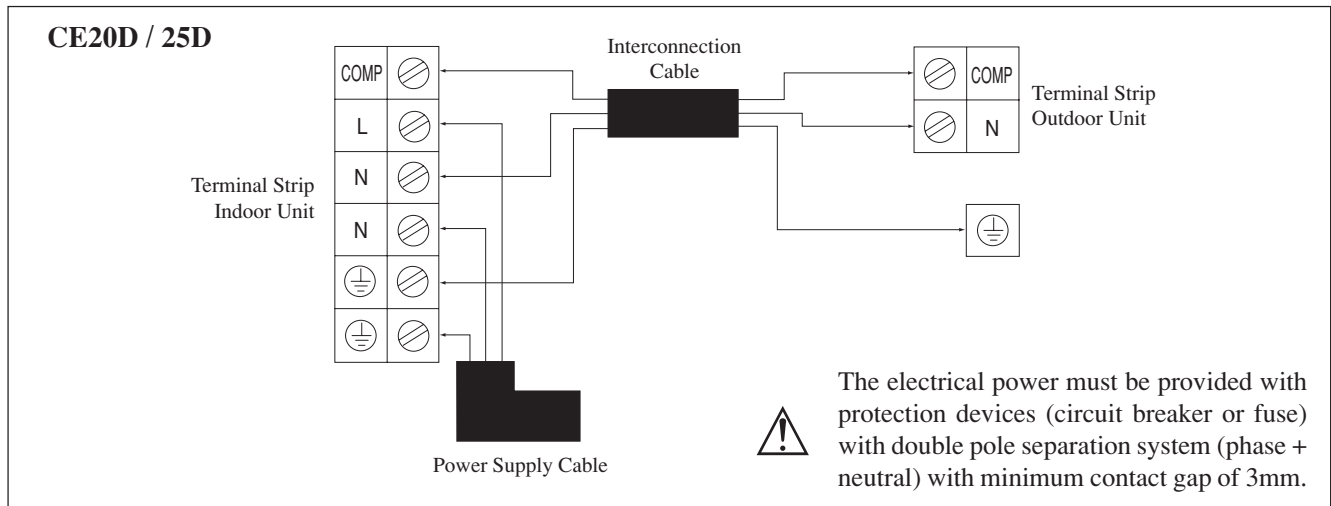 CE20D / 25D
Interconnection
Cable
COMP
L
N
N
Terminal Strip
Indoor Unit
COMP
N
Terminal Strip
Outdoor Unit
Power Supply Cable
The electrical power must be provided with
protection devices (circuit breaker or fuse)
with double pole separation system (phase +
neutral) with minimum contact gap of 3mm.